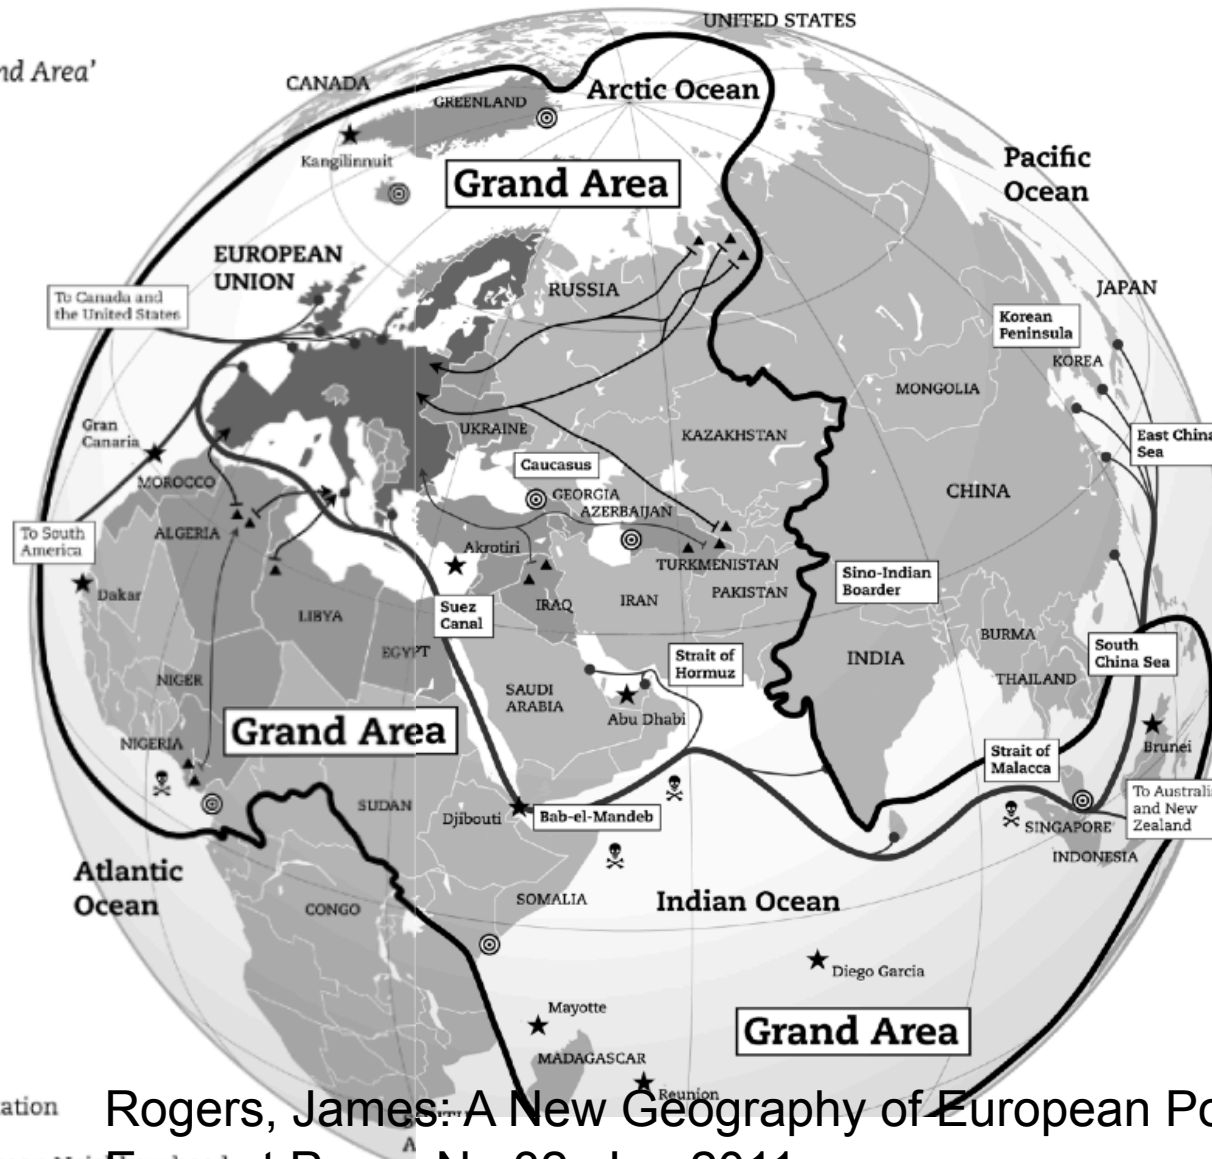 UNITED STATES
nd Area'
CANADA
Arctic Ocean
GREENLAND
Kangilinnuit
Pacific
Ocean
Grand Area
EUROPEAN
UNION
To Canada and
the United States
RUSSIA
JAPAN
Korean
Peninsula
KOREA
MONGOLIA
Gran
Canaria
UKRAINE
KAZAKHSTAN
East China
Sea
Caucasus
MOROCCO
GEORGIA
AZERBAIJAN
CHINA
To South
America
ALGERIA
Akrotiri
TURKMENISTAN
Sino-Indian
Boarder
Dakar
IRAQ
IRAN
PAKISTAN
LIBYA
Suez
Canal
BURMA
EGYPT
INDIA
South
China Sea
Strait of
Hormuz
THAILAND
NIGER
SAUDI
ARABIA
Abu Dhabi
Grand Area
NIGERIA
Brunei
Strait of
Malacca
SUDAN
Djibouti
Bab-el-Mandeb
To Australi
and New
Zealand
SINGAPORE
INDONESIA
Atlantic
Ocean
SOMALIA
Indian Ocean
CONGO
Diego Garcia
Mayotte
Grand Area
MADAGASCAR
Reunion
ation
Rogers, James: A New Geography of European Po